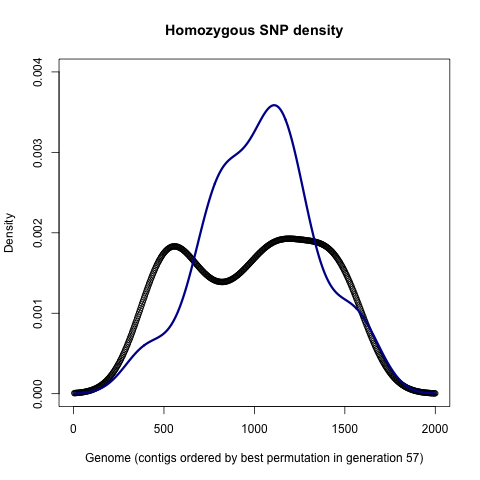 Homozygous SNP density
0.004
0.003
0.002
0.001
0.000
Density
0 500 1000 1500 2000
Genome (contigs ordered by best permutation in generation 57)